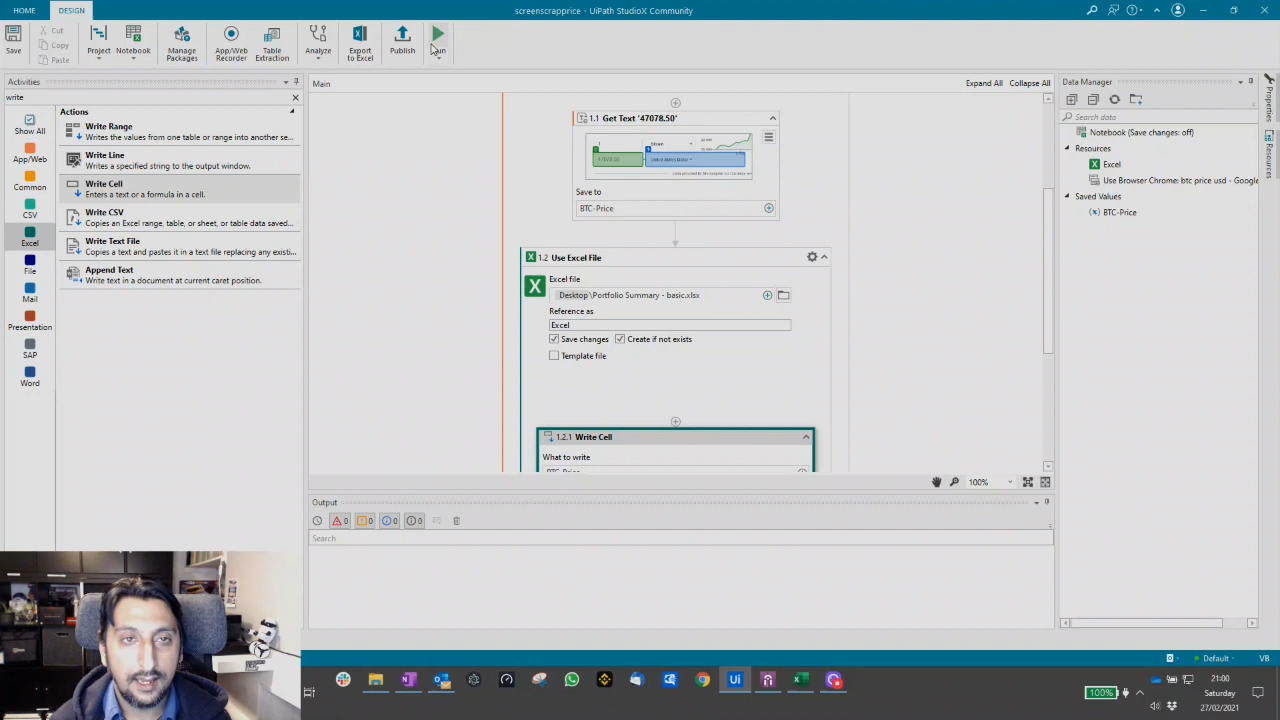 HOME
DESIGN
screenscrapprice - UiPath StudioX Community
Save
Cut
Copy
Paste
Project
Notebook
Manage
Packages
App/Web
Recorder
Table
Extraction
Analyze
Export
to Excel
Publish
Activities
Main
Expand All
Collapse All
Data Manager
write
Show All
App/Web
Common
CSV
Excel
File
Mail
Presentation
SAP
Word
Actions
Write Range
Writes the values from one table or range into another se...
Write Line
Writes a specified string to the output window.
Write Cell
Enters a text or a formula in a cell.
Write CSV
Copies an Excel range, table, or sheet, or table data saved...
Write Text File
Copies a text and pastes it in a text file replacing any existi...
Append Text
Write text in a document at current caret position.
1.1 Get Text '47078.50'
Save to
BTC-Price
1.2 Use Excel File
Excel file
Desktop\Portfolio Summary - basic.xlsx
Reference as
Excel
Save changes
Create if not exists
Template file
1.2.1 Write Cell
What to write
100%
Output
0 0 0 0
Search
Search data
Notebook (Save changes: off)
Resources
Excel
Use Browser Chrome: btc price usd - Google
Saved Values
(x) BTC-Price
Properties
Resources
Default
VB
Ui
100%
21:00
Saturday
27/02/2021